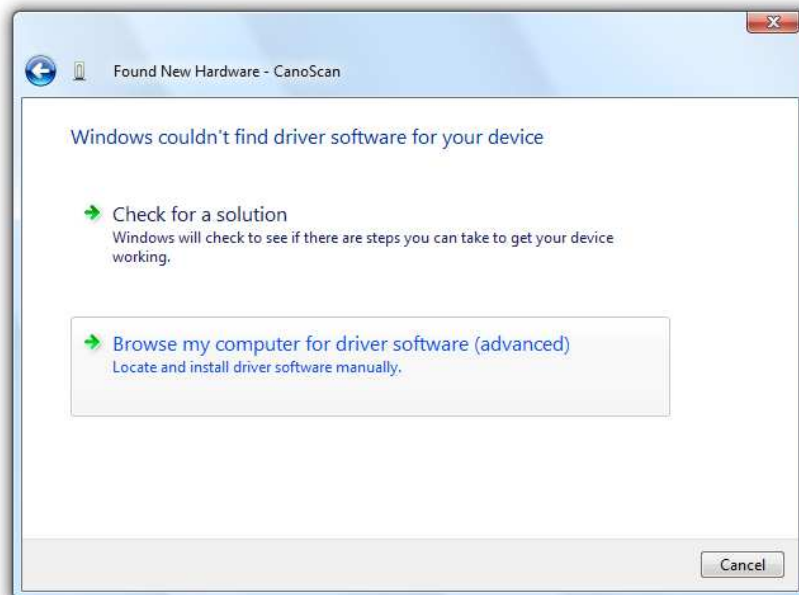 Found New Hardware - CanoScan
Windows couldn't find driver software for your device
Check for a solution
Windows will check to see if there are steps you can take to get your device
working.
Browse my computer for driver software (advanced)
Locate and install driver software manually.
Cancel